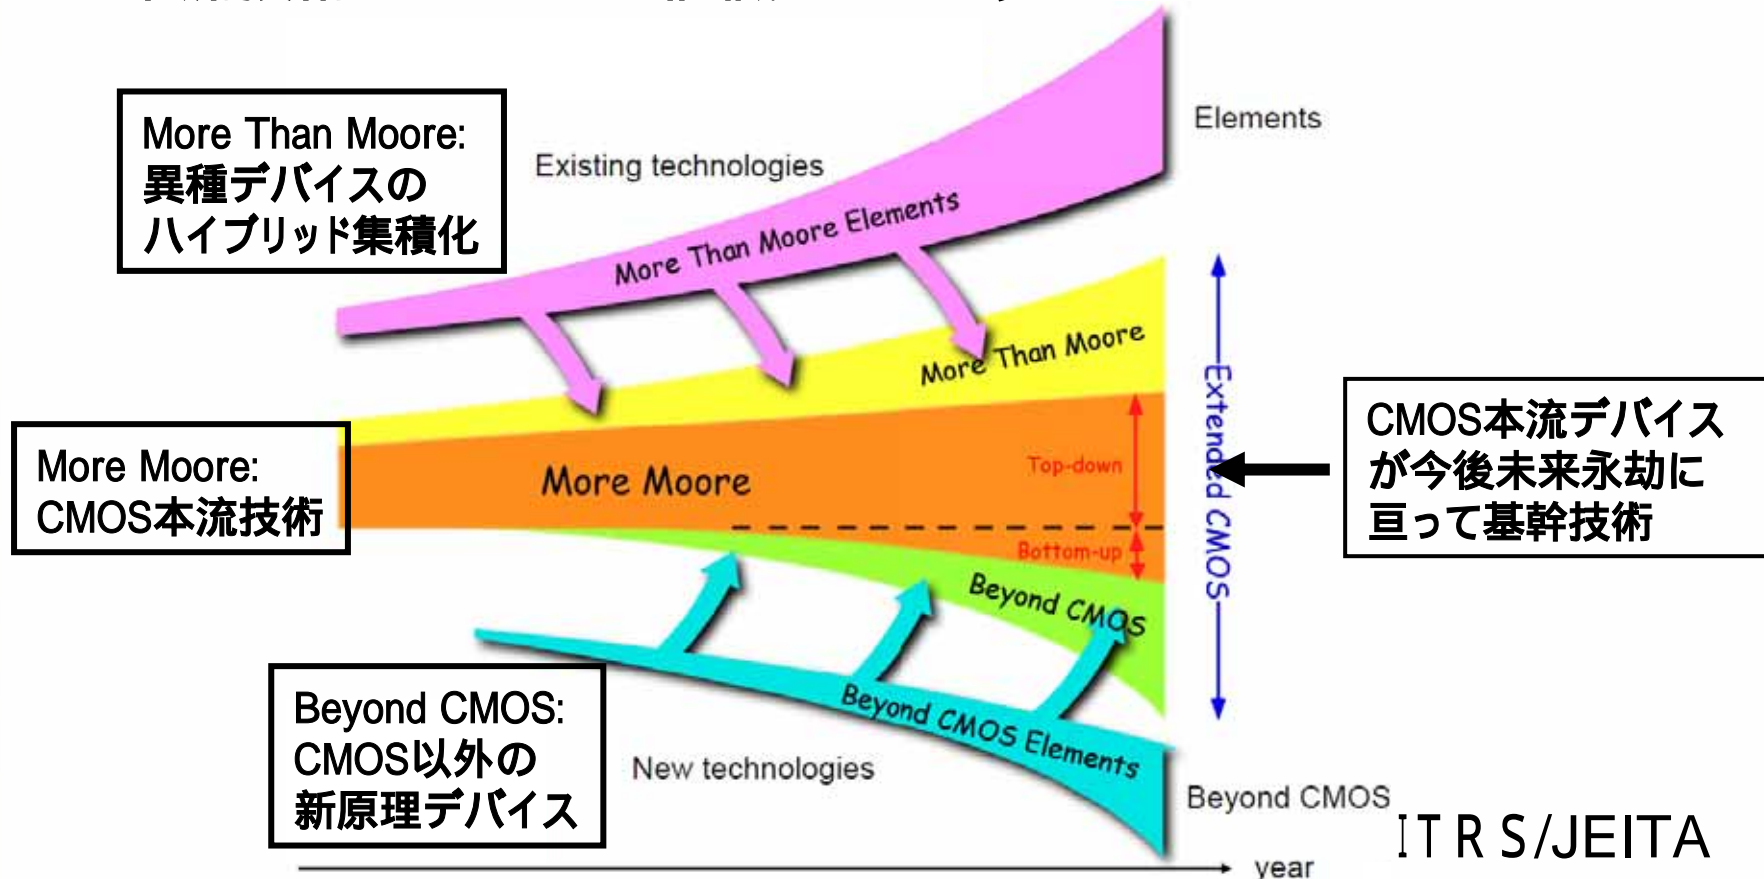 More Than Moore:
異種デバイスの
ハイブリッド集積化
Existing technologies
Elements
More Than Moore Elements
More Than Moore
More Moore:
CMOS本流技術
More Moore
Top-down
Bottom-up
Extended CMOS
CMOS本流デバイス
が今後未来永劫に
亘って基幹技術
Beyond CMOS
Beyond CMOS:
CMOS以外の
新原理デバイス
Beyond CMOS Elements
New technologies
Beyond CMOS
ITRS/JEITA
year